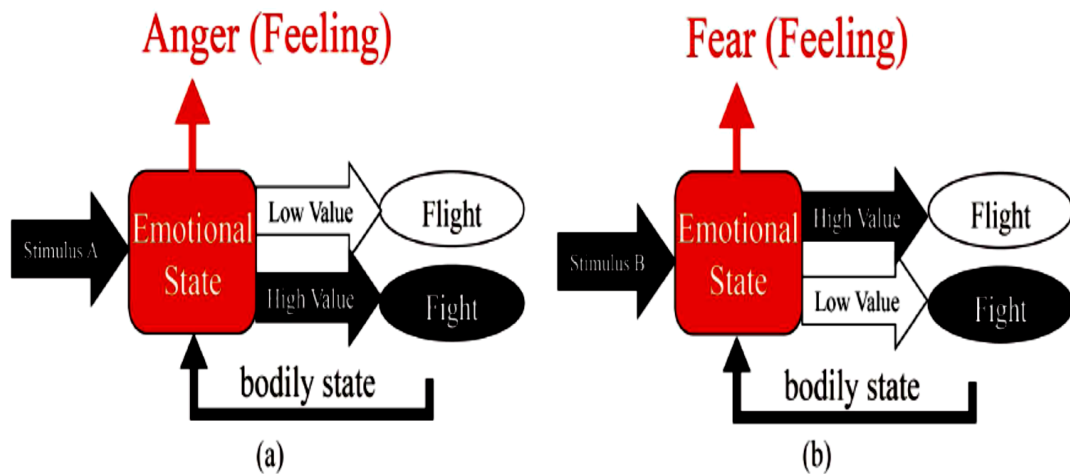 Anger (Feeling)
Stimulus A
Emotional
State
Low Value
Flight
High Value
Fight
bodily state
(a)
Fear (Feeling)
Stimulus B
Emotional
State
High Value
Flight
Low Value
Fight
bodily state
(b)